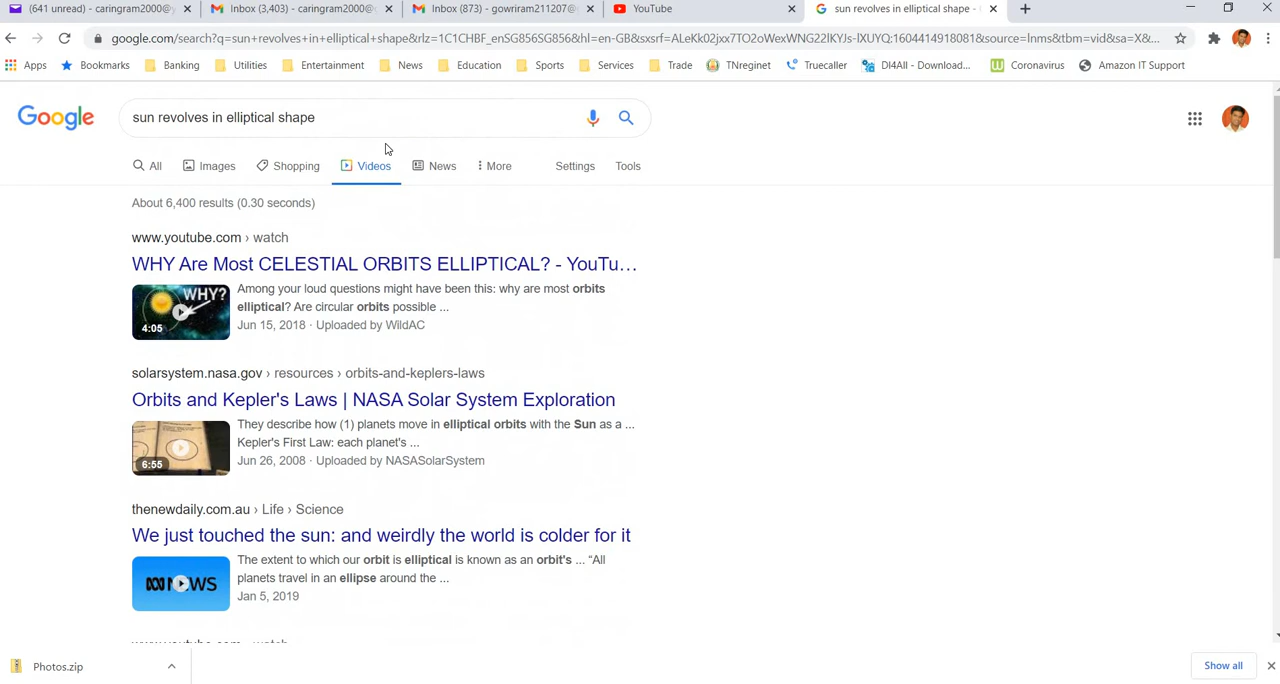 (641 unread) - caringram2000@y
Inbox (3,403) - caringram2000@
Inbox (873) - gowriram211207@
YouTube
sun revolves in elliptical shape -
google.com/search?q=sun+revolves+in+elliptical+shape&rlz=1C1CHBF_enSG856SG856&hl=en-GB&sxsrf=ALeKk02jxx7TO2oWexWNG22lKYJs-lXUYQ:1604414918081&source=lnms&tbm=vid&sa=X&...
Apps Bookmarks Banking Utilities Entertainment News Education Sports Services Trade TNreginet Truecaller Dl4All - Download... Coronavirus Amazon IT Support
Google
sun revolves in elliptical shape
All Images Shopping Videos News More Settings Tools
About 6,400 results (0.30 seconds)
www.youtube.com › watch
WHY Are Most CELESTIAL ORBITS ELLIPTICAL? - YouTu...
WHY?
4:05
Among your loud questions might have been this: why are most orbits
elliptical? Are circular orbits possible ...
Jun 15, 2018 · Uploaded by WildAC
solarsystem.nasa.gov › resources › orbits-and-keplers-laws
Orbits and Kepler's Laws | NASA Solar System Exploration
6:55
They describe how (1) planets move in elliptical orbits with the Sun as a ...
Kepler's First Law: each planet's ...
Jun 26, 2008 · Uploaded by NASASolarSystem
thenewdaily.com.au › Life › Science
We just touched the sun: and weirdly the world is colder for it
NEWS
The extent to which our orbit is elliptical is known as an orbit's ... “All
planets travel in an ellipse around the ...
Jan 5, 2019
Photos.zip
Show all